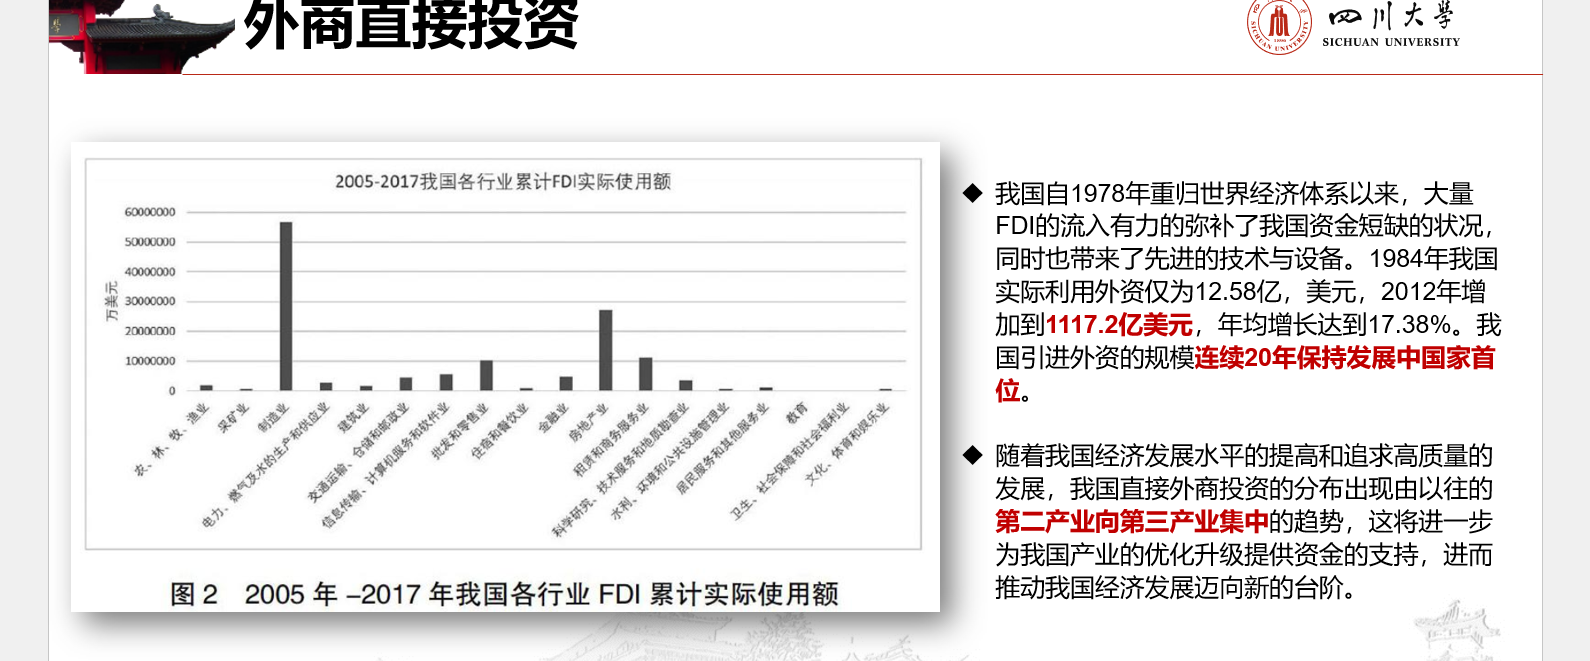 外商直接投资
四川大學
SICHUAN UNIVERSITY
2005-2017我国各行业累计FDI实际使用额
万美元
60000000
50000000
40000000
30000000
20000000
10000000
0
农、林、牧、渔业
采矿业
制造业
电力、燃气及水的生产和供应业
建筑业
交通运输、仓储和邮政业
信息传输、计算机服务和软件业
批发和零售业
住宿和餐饮业
金融业
房地产业
租赁和商务服务业
科学研究、技术服务和地质勘查业
水利、环境和公共设施管理业
居民服务和其他服务业
教育
卫生、社会保障和社会福利业
文化、体育和娱乐业
图 2 2005 年 –2017 年我国各行业 FDI 累计实际使用额
◆ 我国自1978年重归世界经济体系以来，大量
FDI的流入有力的弥补了我国资金短缺的状况，
同时也带来了先进的技术与设备。1984年我国
实际利用外资仅为12.58亿，美元，2012年增
加到1117.2亿美元，年均增长达到17.38%。我
国引进外资的规模连续20年保持发展中国家首
位。
◆ 随着我国经济发展水平的提高和追求高质量的
发展，我国直接外商投资的分布出现由以往的
第二产业向第三产业集中的趋势，这将进一步
为我国产业的优化升级提供资金的支持，进而
推动我国经济发展迈向新的台阶。